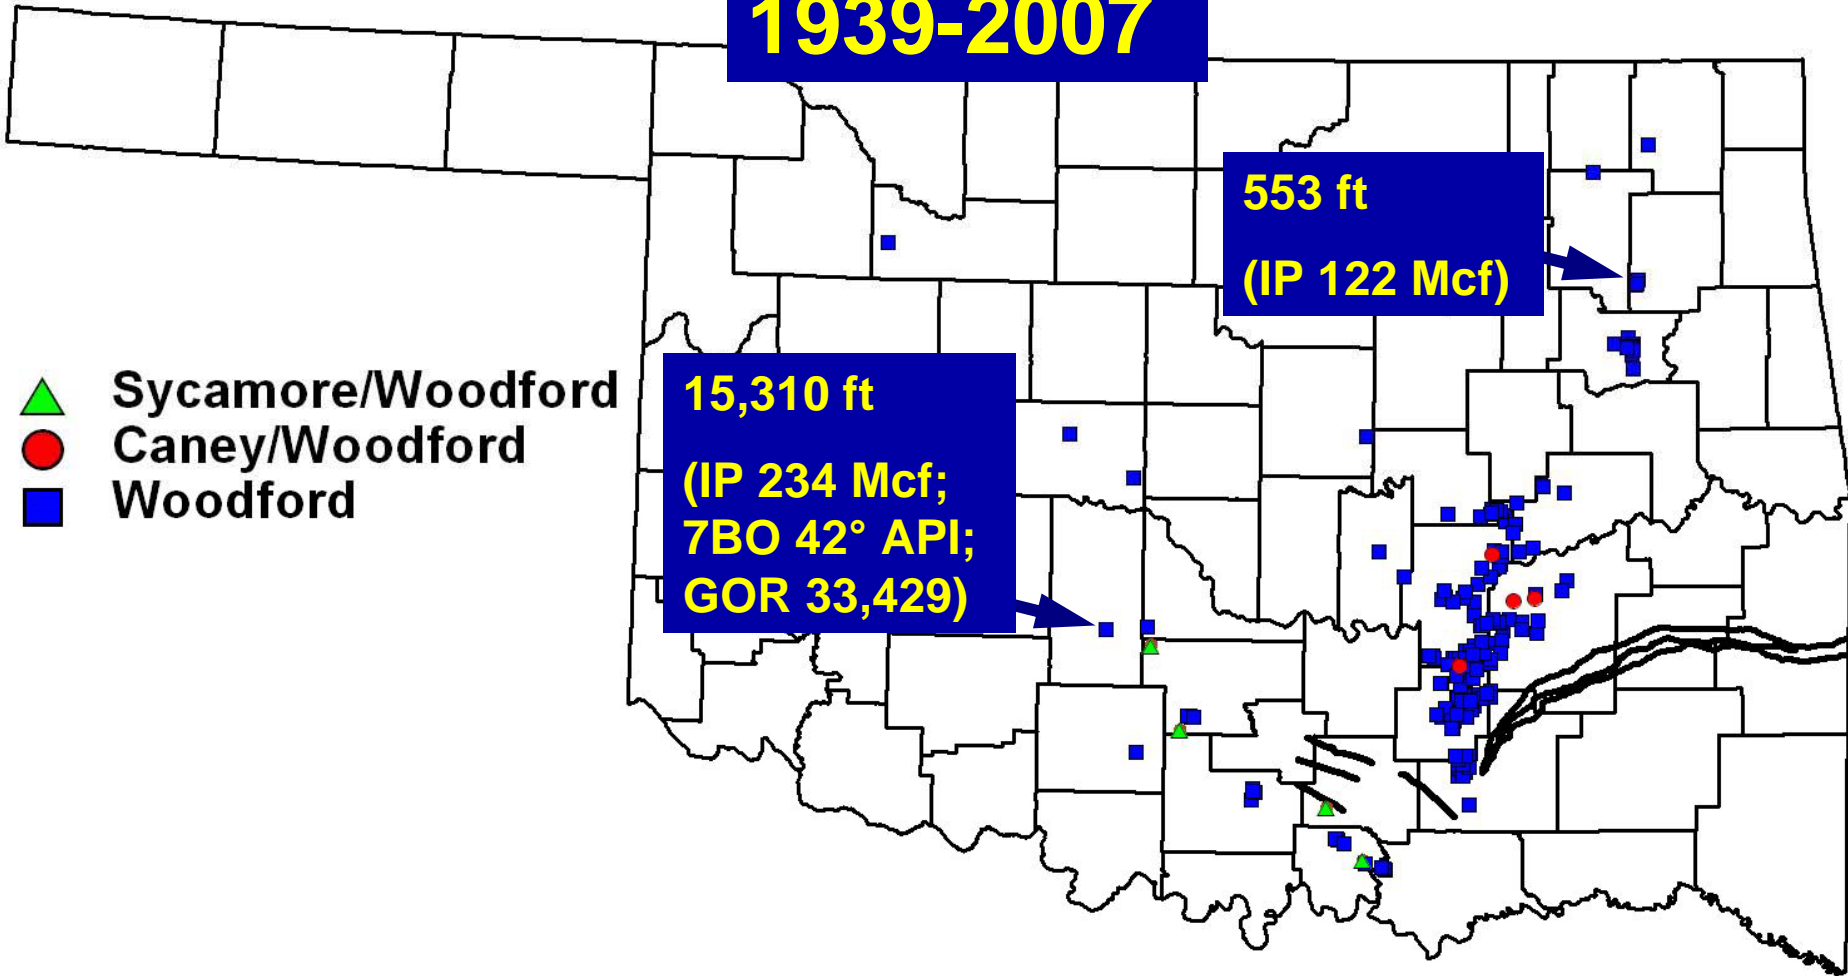 1939-2007
553 ft
(IP 122 Mcf)
15,310 ft
(IP 234 Mcf;
7BO 42° API;
GOR 33,429)
Sycamore/Woodford
Caney/Woodford
Woodford